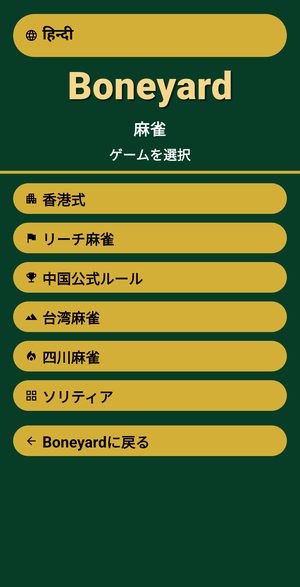 हिन्दी
Boneyard
麻雀
ゲームを選択
香港式
リーチ麻雀
中国公式ルール
台湾麻雀
四川麻雀
ソリティア
Boneyardに戻る